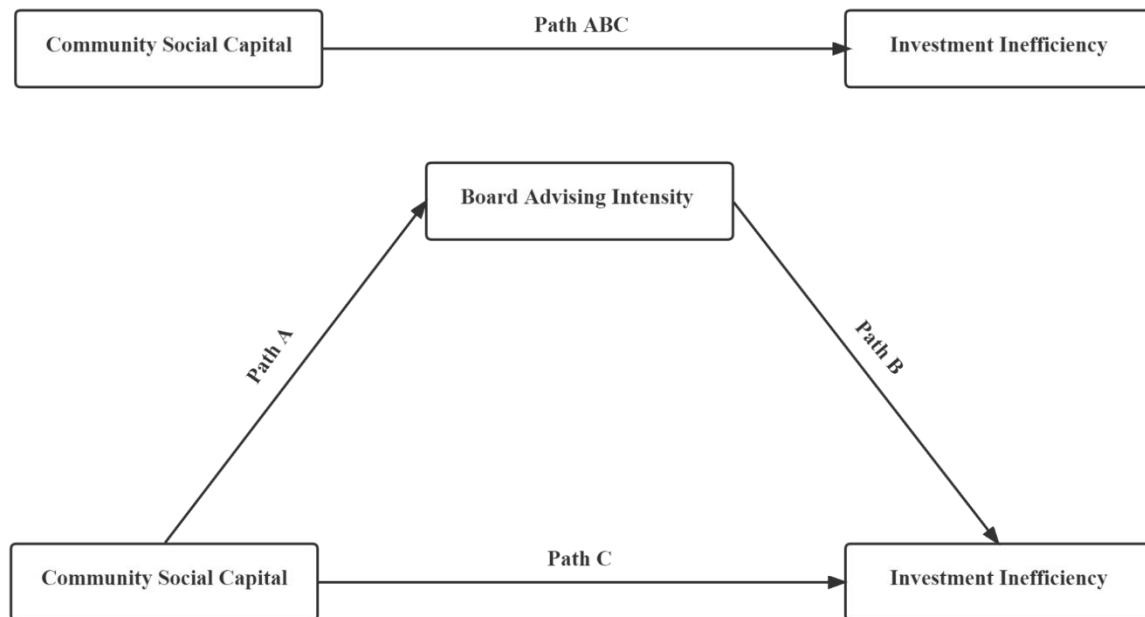 Community Social Capital
Path ABC
Investment Inefficiency
Board Advising Intensity
Path A
Path B
Community Social Capital
Path C
Investment Inefficiency